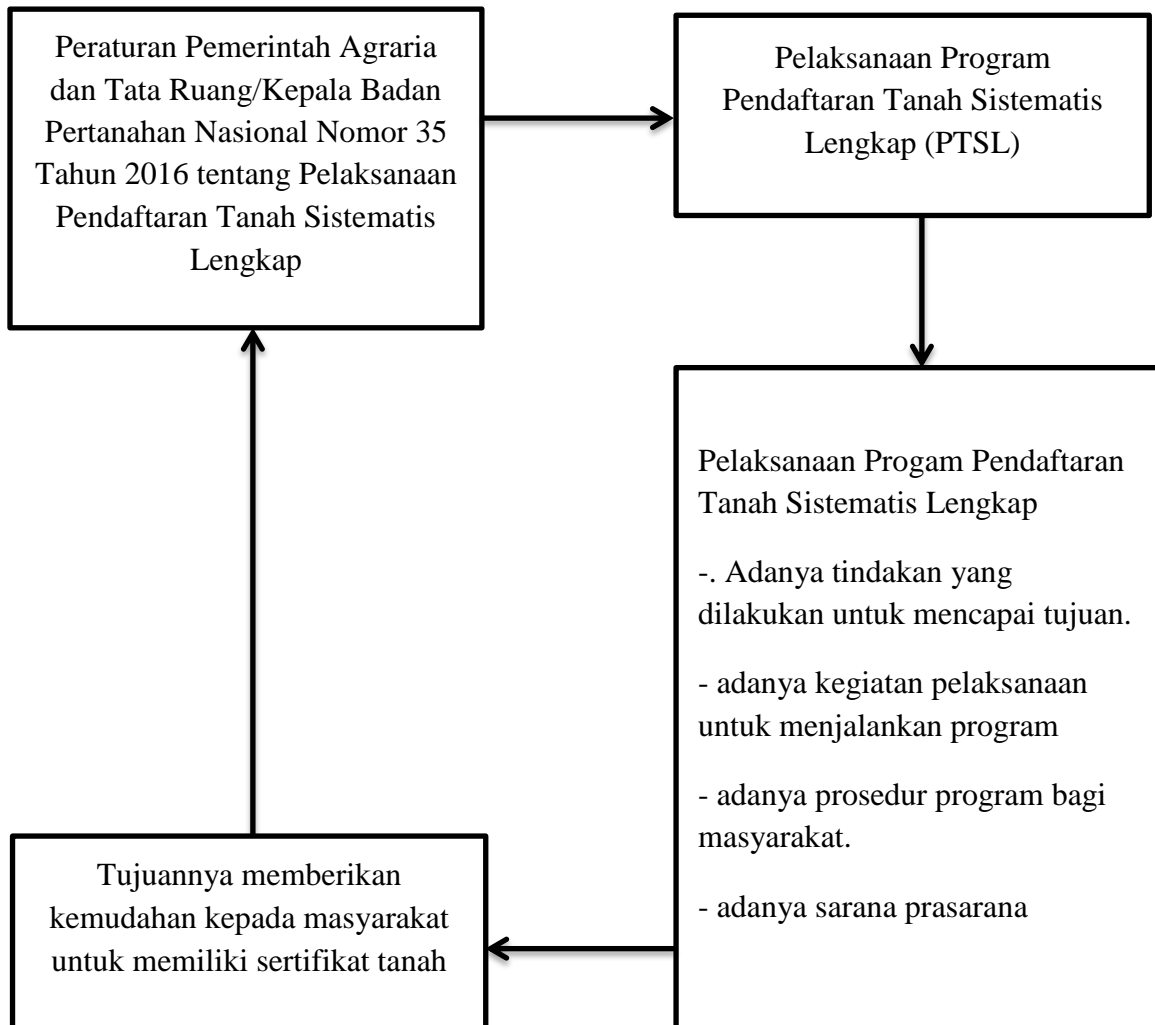 Peraturan Pemerintah Agraria
dan Tata Ruang/Kepala Badan
Pertanahan Nasional Nomor 35
Tahun 2016 tentang Pelaksanaan
Pendaftaran Tanah Sistematis
Lengkap
Pelaksanaan Program
Pendaftaran Tanah Sistematis
Lengkap (PTSL)
Pelaksanaan Progam Pendaftaran
Tanah Sistematis Lengkap
-. Adanya tindakan yang
dilakukan untuk mencapai tujuan.
- adanya kegiatan pelaksanaan
untuk menjalankan program
- adanya prosedur program bagi
masyarakat.
- adanya sarana prasarana
Tujuannya memberikan
kemudahan kepada masyarakat
untuk memiliki sertifikat tanah